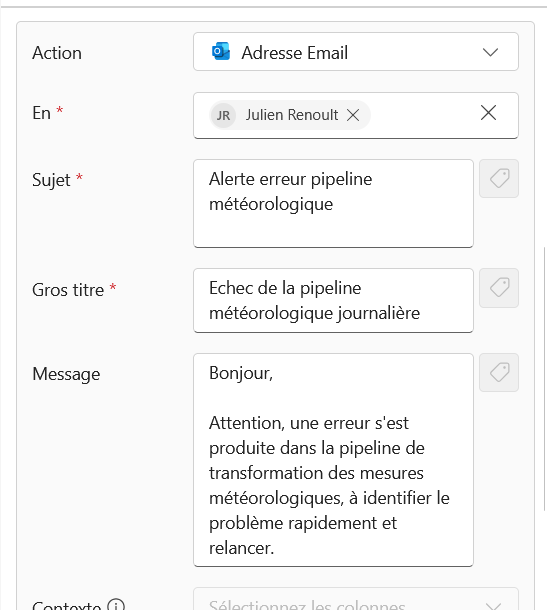 Action
Adresse Email
En *
JR Julien Renoult
Sujet *
Alerte erreur pipeline
météorologique
Gros titre *
Echec de la pipeline
météorologique journalière
Message
Bonjour,
Attention, une erreur s'est
produite dans la pipeline de
transformation des mesures
météorologiques, à identifier le
problème rapidement et
relancer.
Contexte
Sélectionnez les colonnes